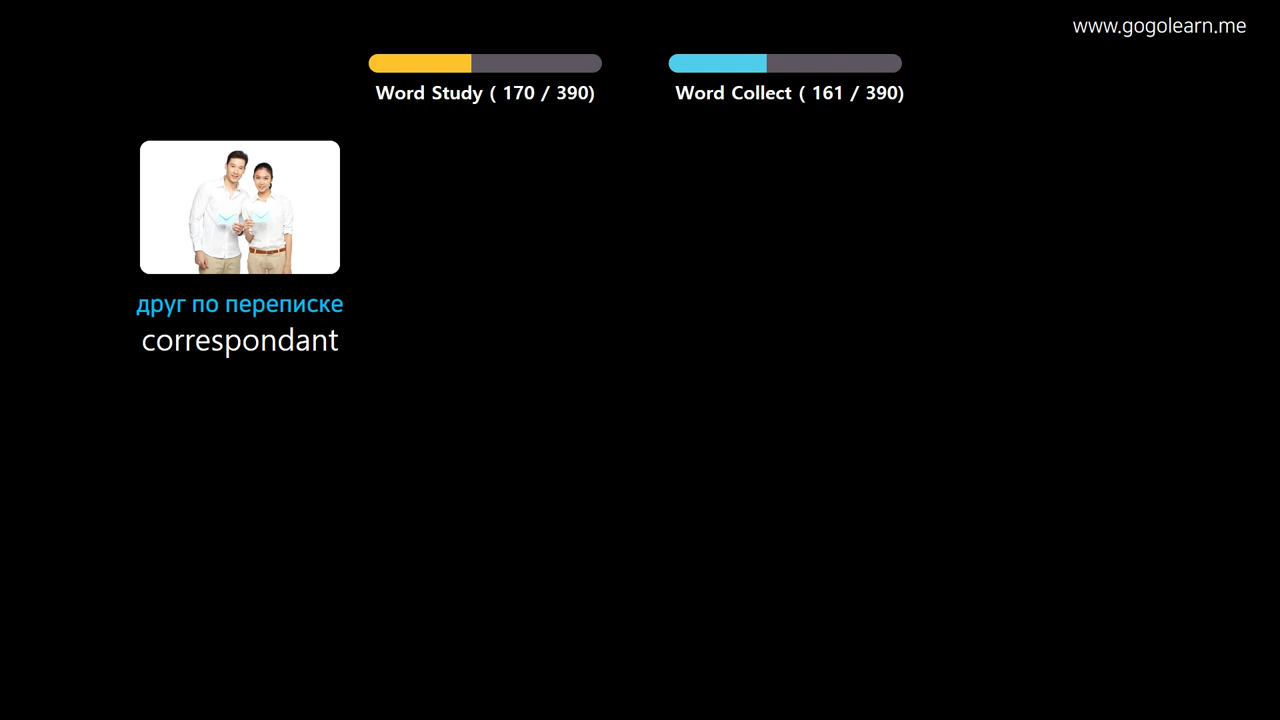 www.gogolearn.me
Word Study ( 170 / 390)
Word Collect ( 161 / 390)
друг по переписке
correspondant